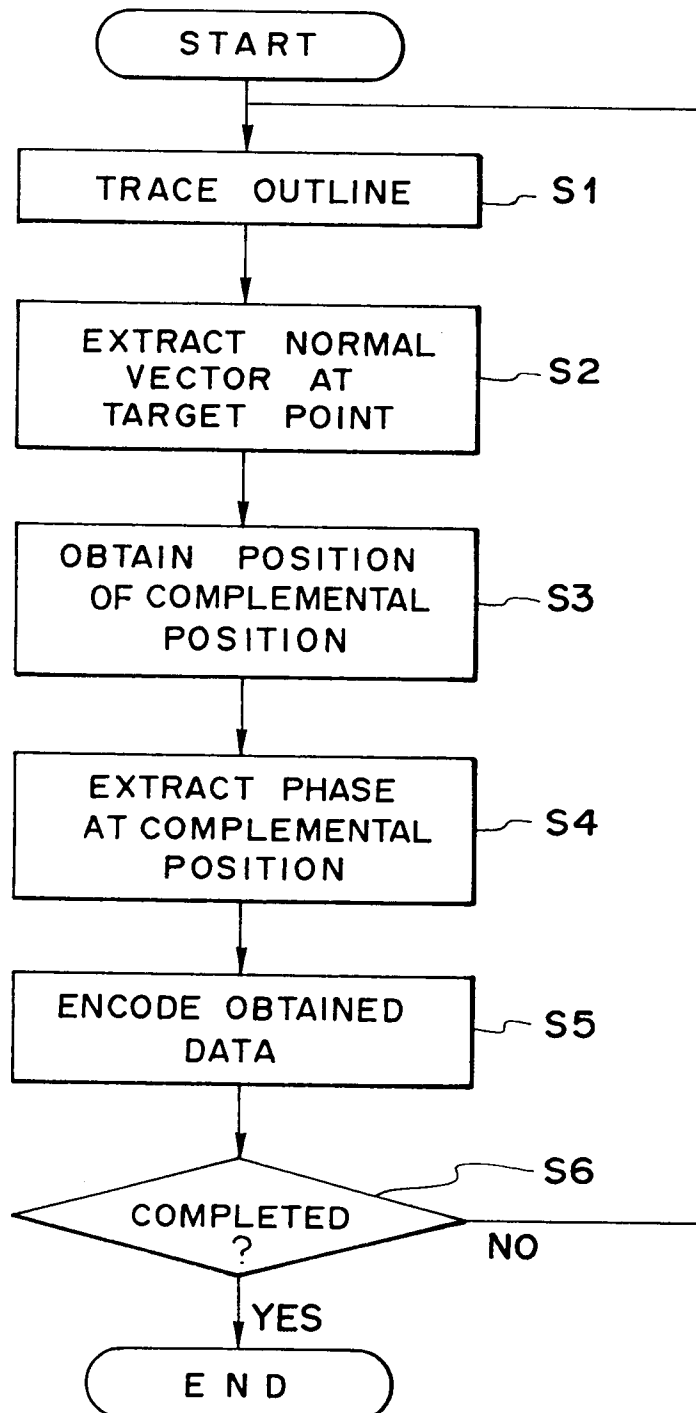 START
TRACE OUTLINE
S1
EXTRACT NORMAL
VECTOR AT
TARGET POINT
S2
OBTAIN POSITION
OF COMPLEMENTAL
POSITION
S3
EXTRACT PHASE
AT COMPLEMENTAL
POSITION
S4
ENCODE OBTAINED
DATA
S5
COMPLETED
?
S6
NO
YES
END